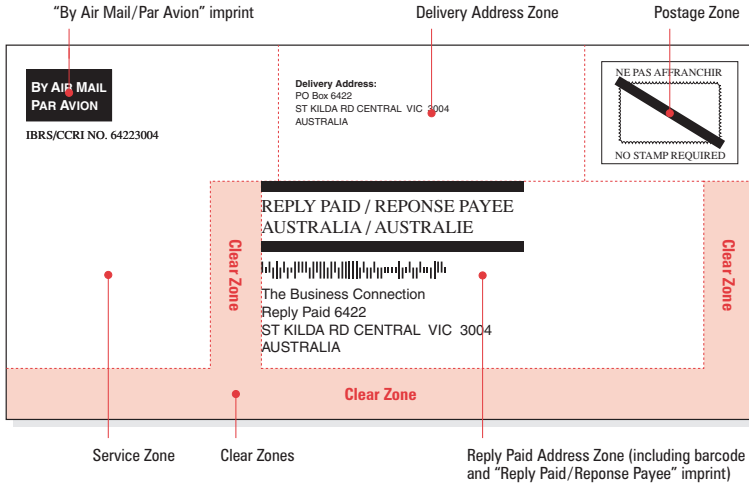 “By Air Mail/Par Avion” imprint
Delivery Address Zone
Postage Zone
BY AIR MAIL
PAR AVION
IBRS/CCRI NO. 64223004
Delivery Address:
PO Box 6422
ST KILDA RD CENTRAL VIC 3004
AUSTRALIA
NE PAS AFFRANCHIR
NO STAMP REQUIRED
REPLY PAID / REPONSE PAYEE
AUSTRALIA / AUSTRALIE
The Business Connection
Reply Paid 6422
ST KILDA RD CENTRAL VIC 3004
AUSTRALIA
Clear Zone
Clear Zone
Clear Zone
Service Zone
Clear Zones
Reply Paid Address Zone (including barcode
and “Reply Paid/Reponse Payee” imprint)